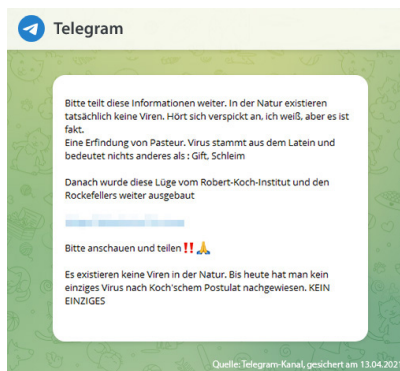 Telegram
Bitte teilt diese Informationen weiter. In der Natur existieren
tatsächlich keine Viren. Hört sich verspickt an, ich weiß, aber es ist
fakt.
Eine Erfindung von Pasteur. Virus stammt aus dem Latein und
bedeutet nichts anderes als : Gift, Schleim
Danach wurde diese Lüge vom Robert-Koch-Institut und den
Rockefellers weiter ausgebaut
Bitte anschauen und teilen ‼️🙏
Es existieren keine Viren in der Natur. Bis heute hat man kein
einziges Virus nach Koch'schem Postulat nachgewiesen. KEIN
EINZIGES
Quelle: Telegram-Kanal, gesichert am 13.04.2021